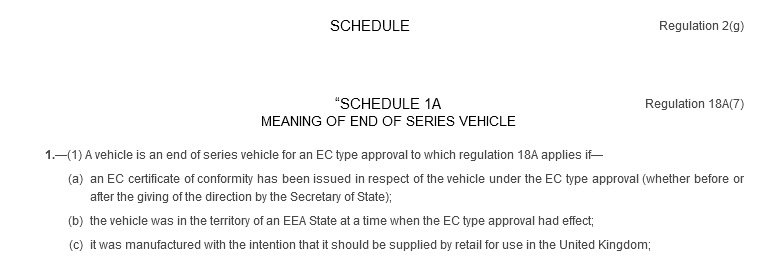 SCHEDULE
Regulation 2(g)
“SCHEDULE 1A
Regulation 18A(7)
MEANING OF END OF SERIES VEHICLE
1.—(1) A vehicle is an end of series vehicle for an EC type approval to which regulation 18A applies if—
(a) an EC certificate of conformity has been issued in respect of the vehicle under the EC type approval (whether before or
after the giving of the direction by the Secretary of State);
(b) the vehicle was in the territory of an EEA State at a time when the EC type approval had effect;
(c) it was manufactured with the intention that it should be supplied by retail for use in the United Kingdom;